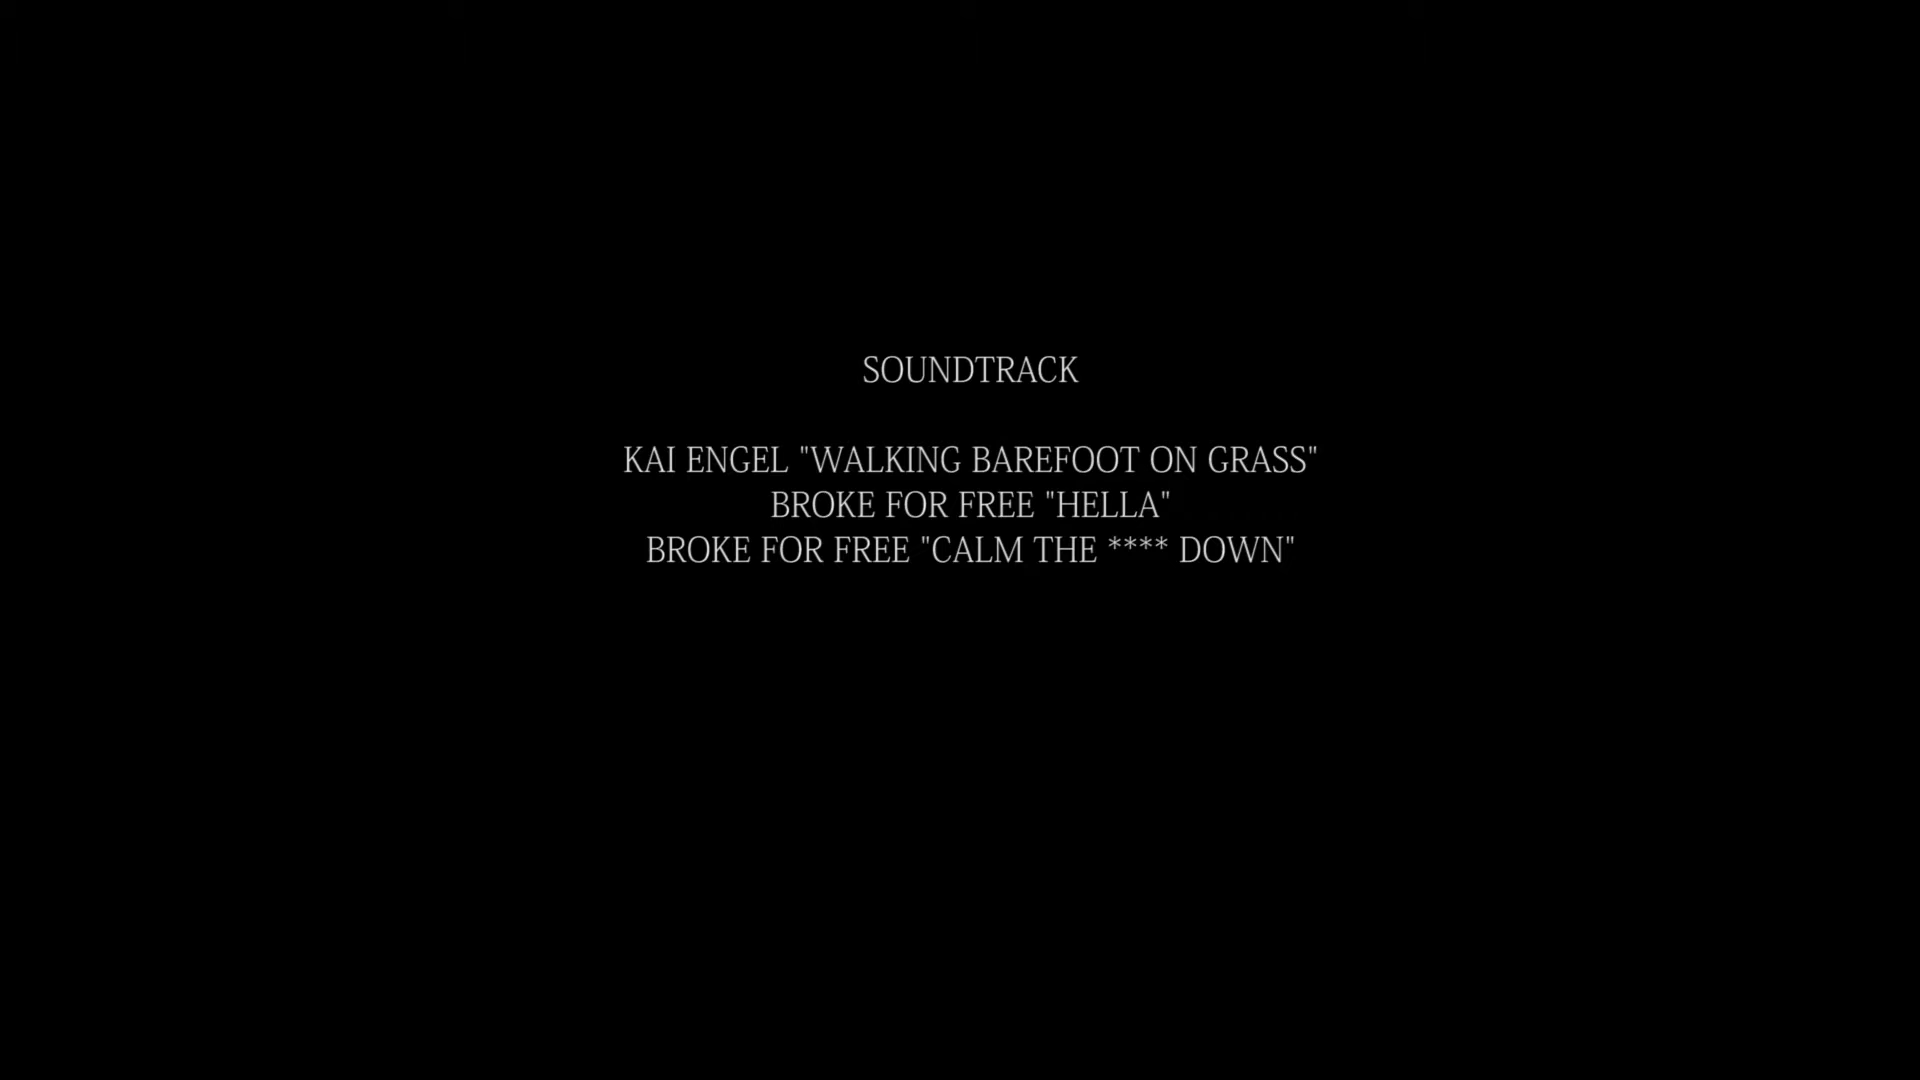 SOUNDTRACK
KAI ENGEL "WALKING BAREFOOT ON GRASS"
BROKE FOR FREE "HELLA"
BROKE FOR FREE "CALM THE **** DOWN"